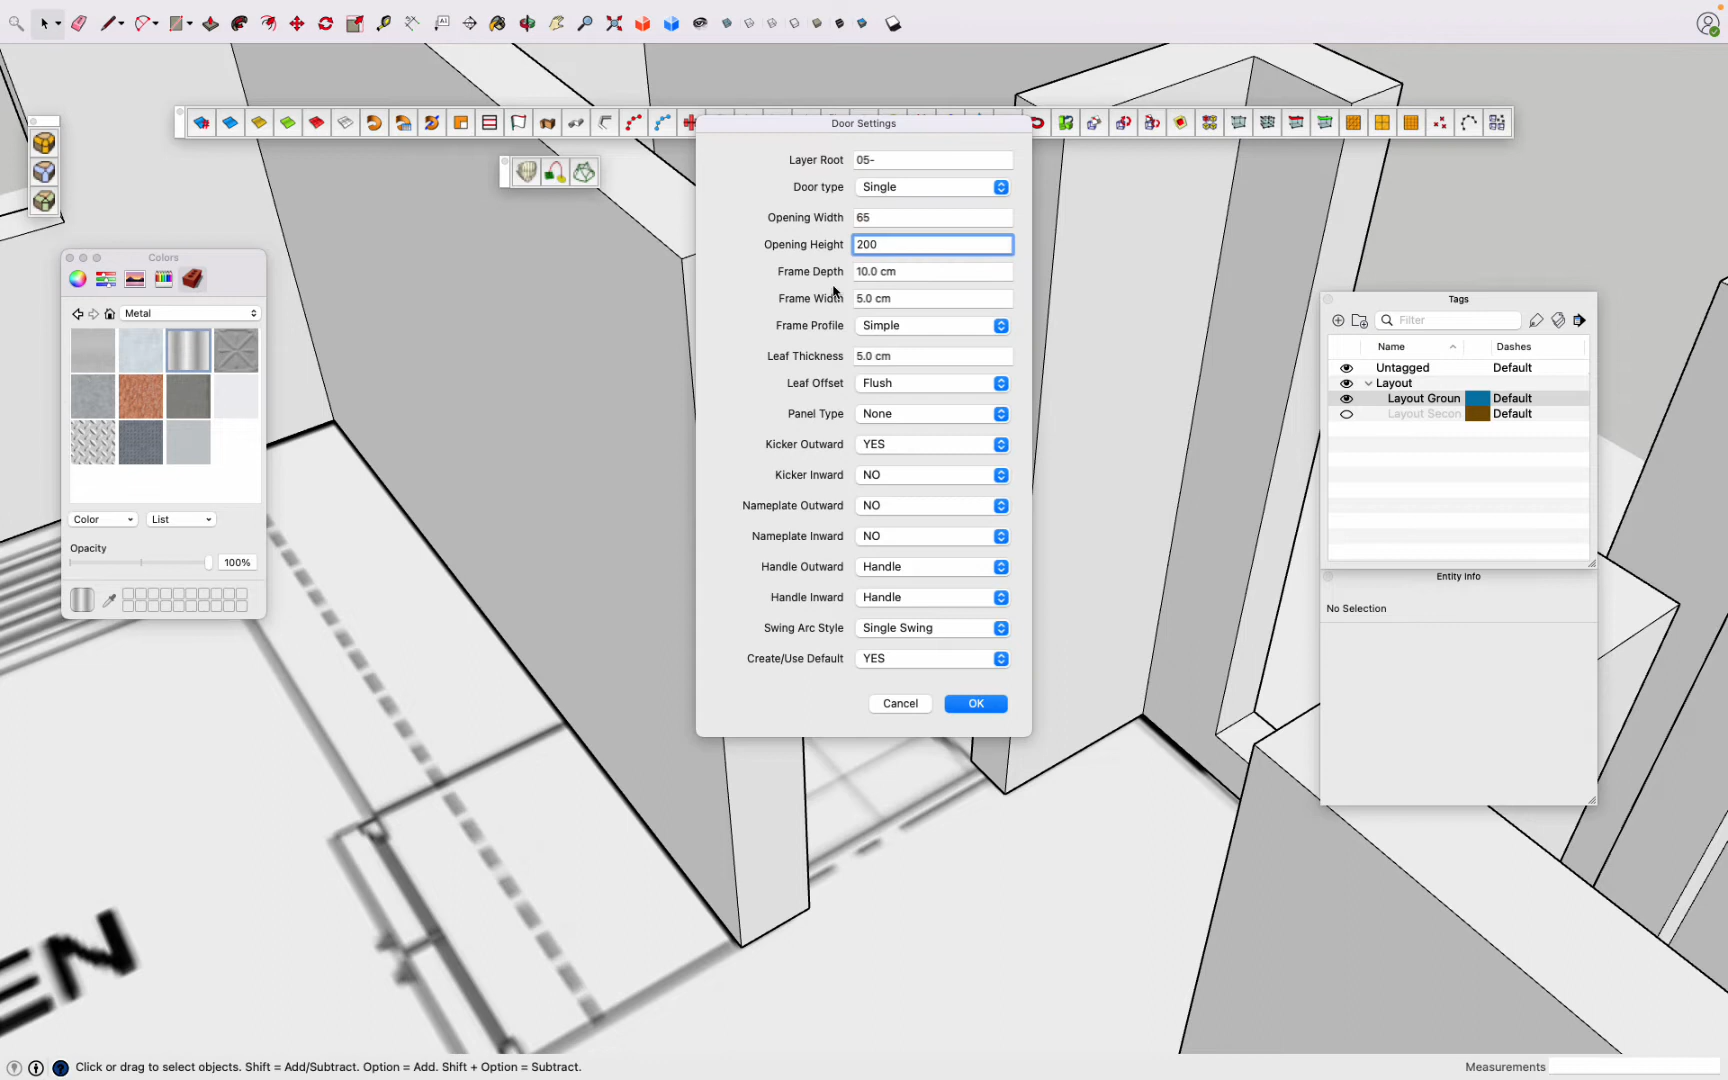 Door Settings
Layer Root 05-
Door type Single
Opening Width 65
Opening Height 200
Frame Depth 10.0 cm
Frame Width 5.0 cm
Frame Profile Simple
Leaf Thickness 5.0 cm
Leaf Offset Flush
Panel Type None
Kicker Outward YES
Kicker Inward NO
Nameplate Outward NO
Nameplate Inward NO
Handle Outward Handle
Handle Inward Handle
Swing Arc Style Single Swing
Create/Use Default YES
Cancel OK
Colors
Metal
Color List
Opacity
100%
Tags
Filter
Name Dashes
Untagged Default
Layout
Layout Groun Default
Layout Secon Default
Entity Info
No Selection
EN
Click or drag to select objects. Shift = Add/Subtract. Option = Add. Shift + Option = Subtract.
Measurements